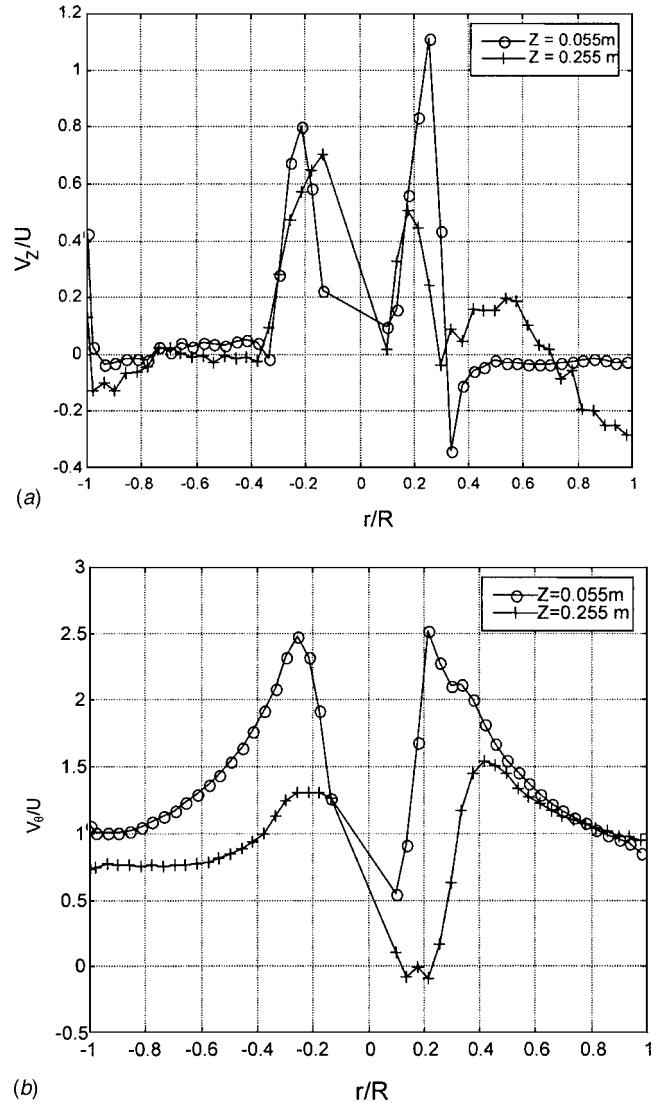 (a)
1.2
1
0.8
0.6
0.4
0.2
0
-0.2
-0.4
V_Z/U
Z = 0.055m
Z = 0.255 m
-1 -0.8 -0.6 -0.4 -0.2 0 0.2 0.4 0.6 0.8 1
r/R
(b)
3
2.5
2
1.5
1
0.5
0
-0.5
V_θ/U
Z=0.055m
Z=0.255 m
-1 -0.8 -0.6 -0.4 -0.2 0 0.2 0.4 0.6 0.8 1
r/R